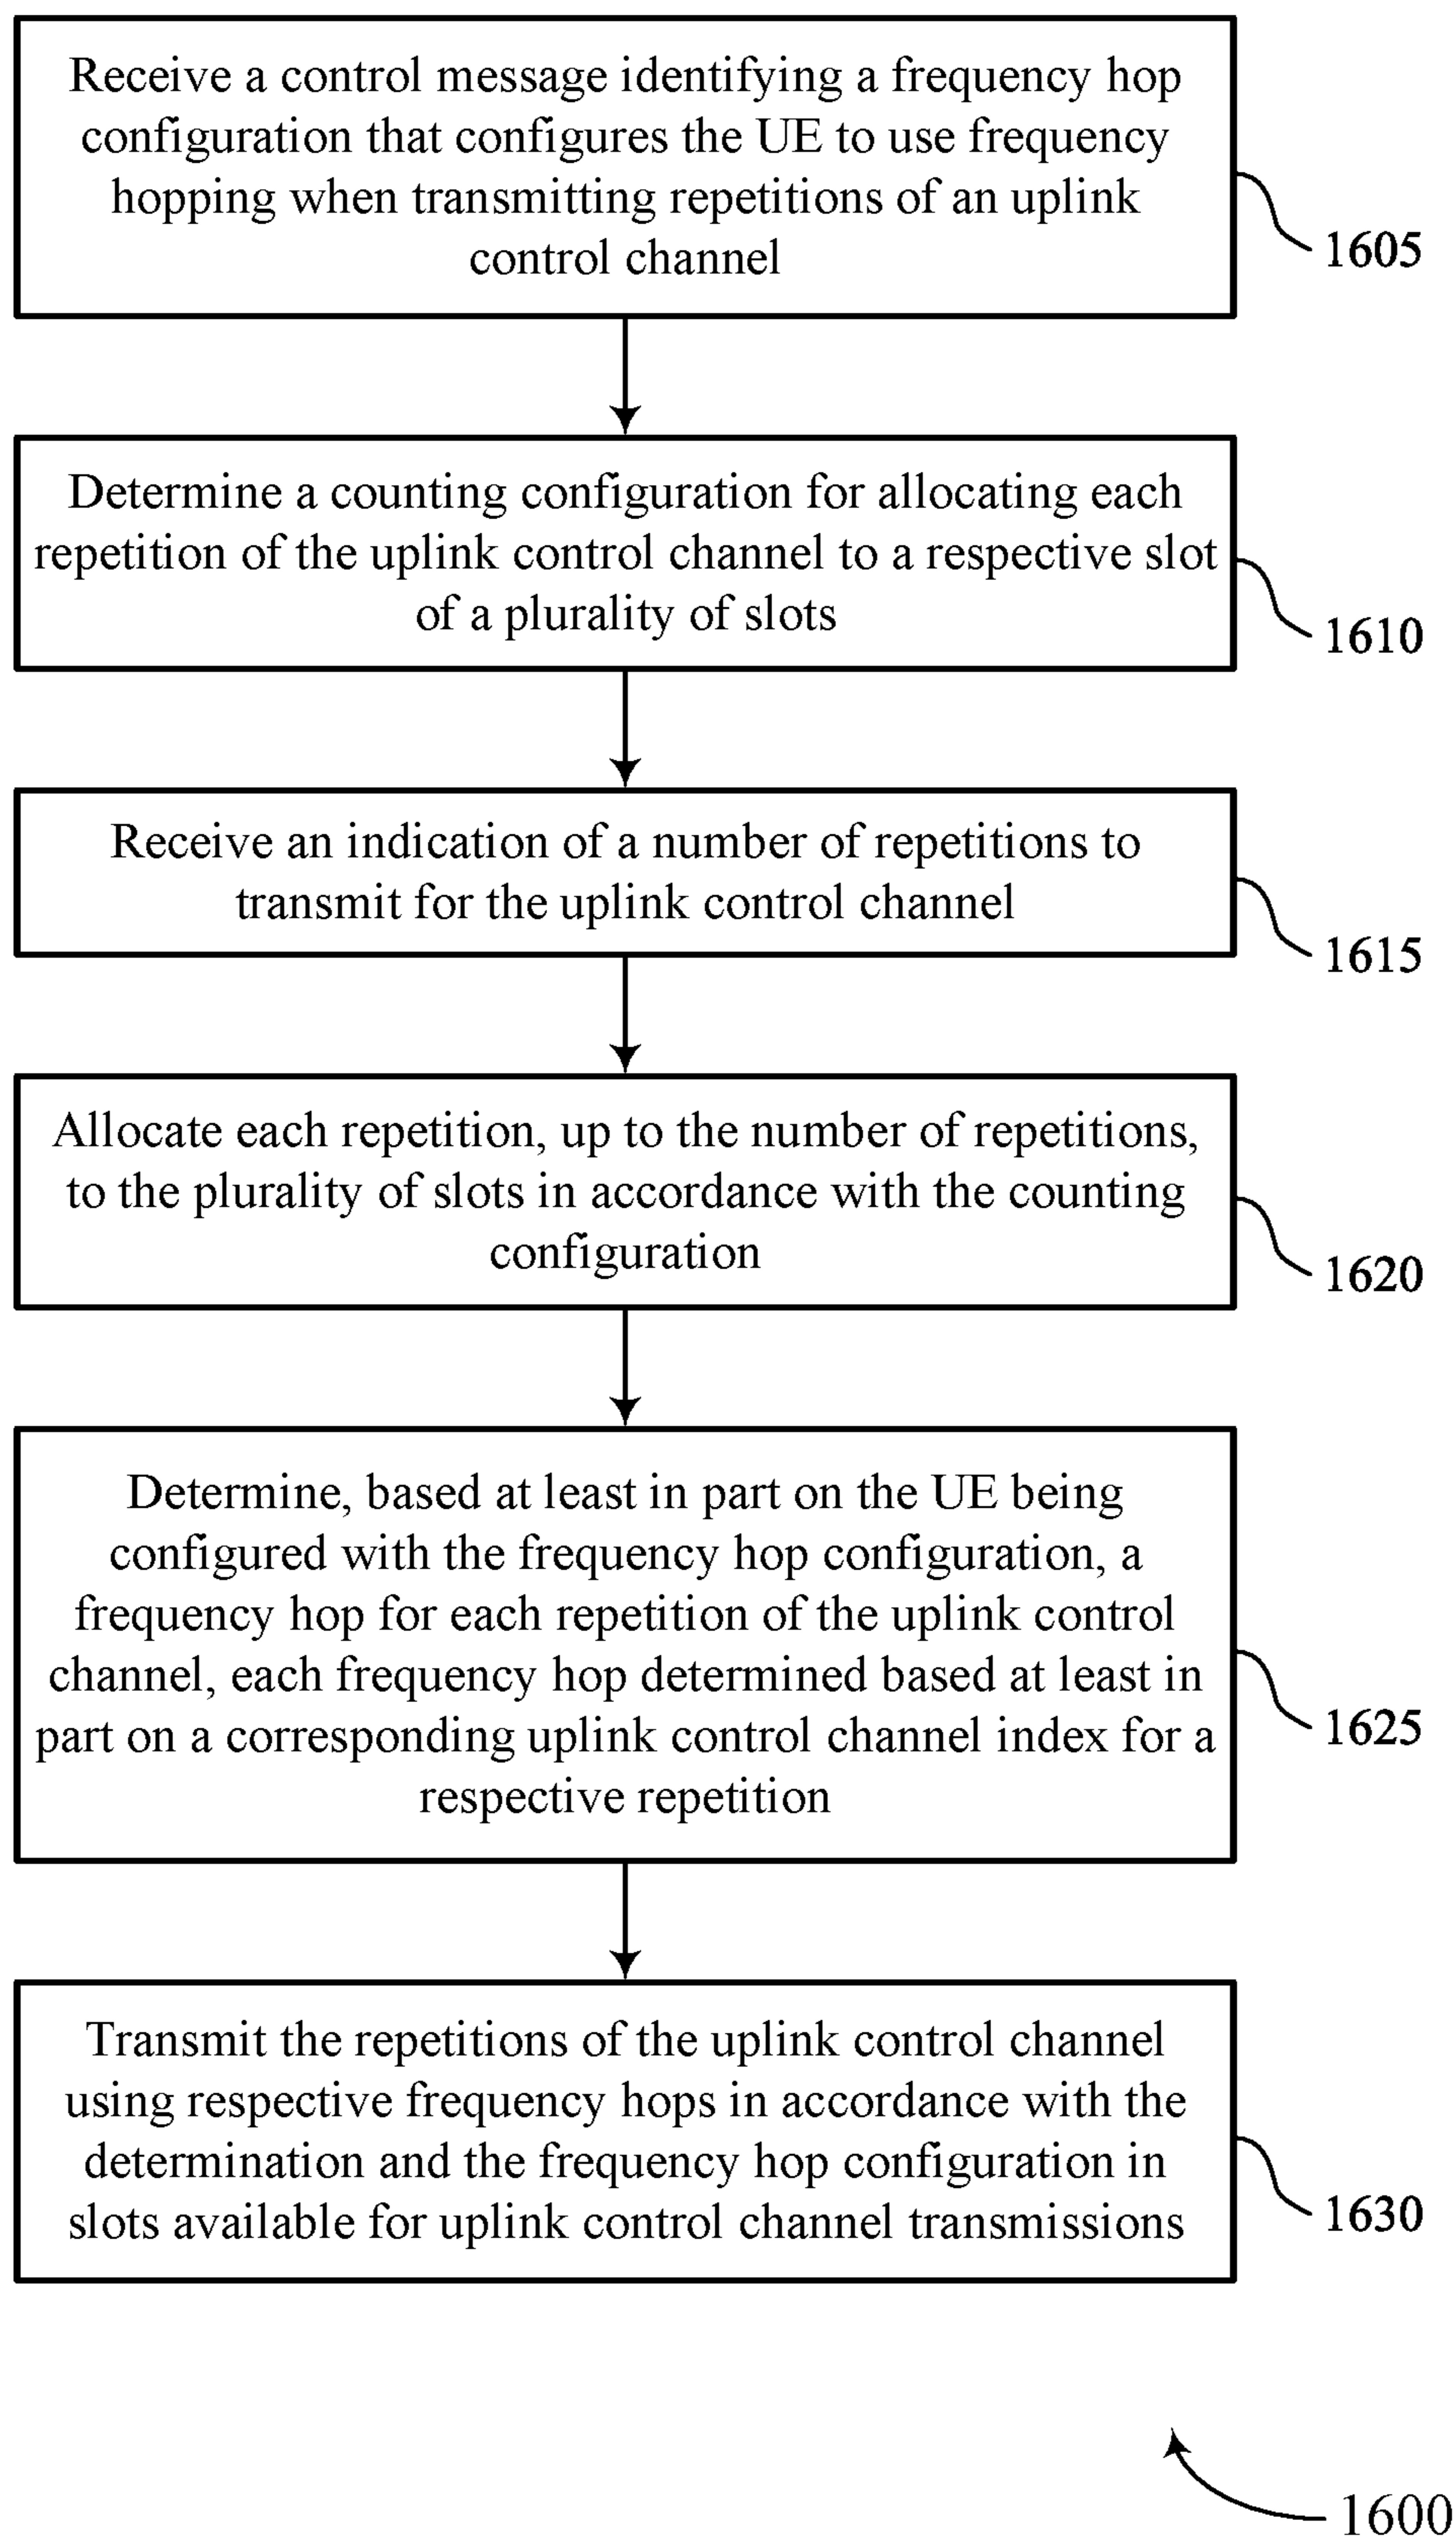 Receive a control message identifying a frequency hop
configuration that configures the UE to use frequency
hopping when transmitting repetitions of an uplink
control channel
1605
Determine a counting configuration for allocating each
repetition of the uplink control channel to a respective slot
of a plurality of slots
1610
Receive an indication of a number of repetitions to
transmit for the uplink control channel
1615
Allocate each repetition, up to the number of repetitions,
to the plurality of slots in accordance with the counting
configuration
1620
Determine, based at least in part on the UE being
configured with the frequency hop configuration, a
frequency hop for each repetition of the uplink control
channel, each frequency hop determined based at least in
part on a corresponding uplink control channel index for a
respective repetition
1625
Transmit the repetitions of the uplink control channel
using respective frequency hops in accordance with the
determination and the frequency hop configuration in
slots available for uplink control channel transmissions
1630
1600